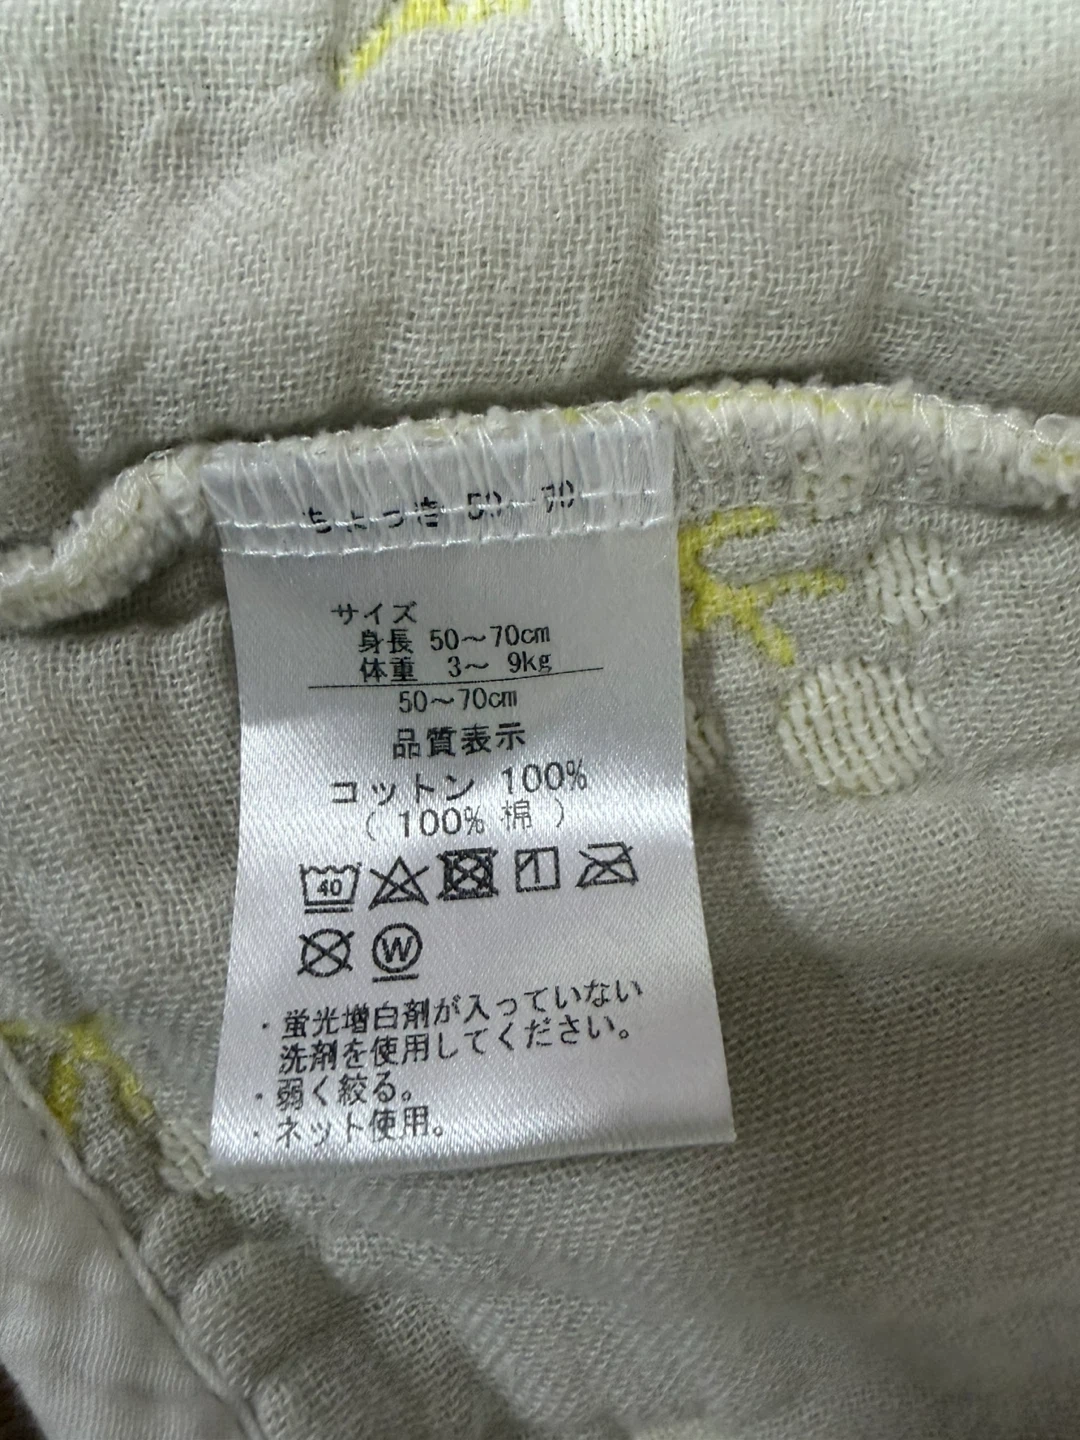 ちょっき 50～70
サイズ
身長 50～70cm
体重 3～ 9kg
50～70cm
品質表示
コットン 100%
( 100% 棉 )
40
W
・蛍光増白剤が入っていない
洗剤を使用してください。
・弱く絞る。
・ネット使用。